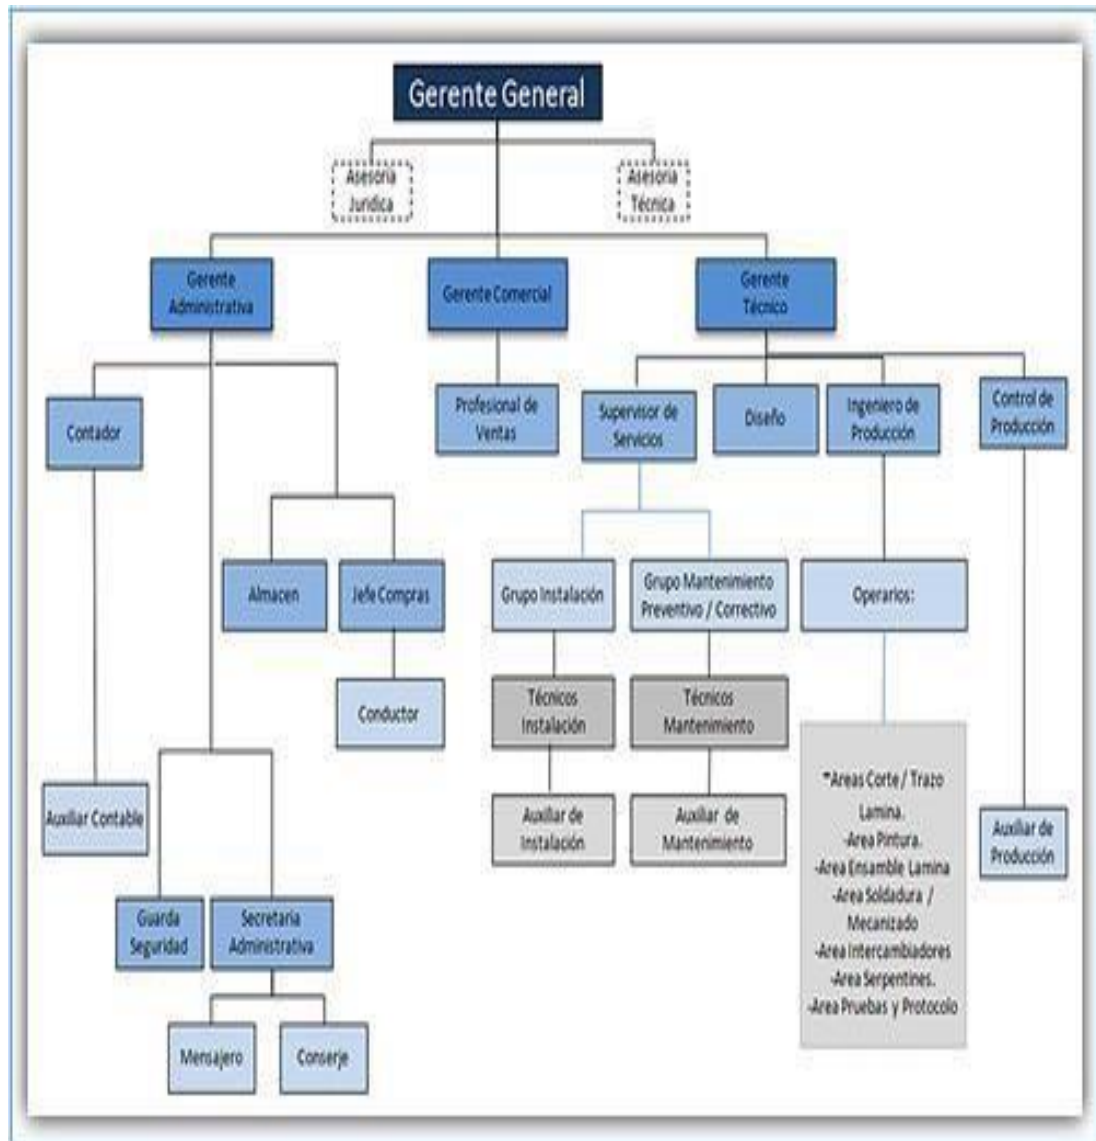 Gerente General
Asesoria
Juridica
Asesoria
Técnica
Gerente
Administrativa
Gerente Comercial
Gerente
Técnico
Contador
Profesional de
Ventas
Supervisor de
Servicios
Diseño
Ingeniero de
Producción
Control de
Producción
Almacen
Jefe Compras
Grupo Instalación
Grupo Mantenimiento
Preventivo / Correctivo
Operarios:
Conductor
Técnicos
Instalación
Técnicos
Mantenimiento
Auxiliar Contable
Auxiliar de
Instalación
Auxiliar de
Mantenimiento
*Areas Corte / Trazo
Lamina.
-Area Pintura.
-Area Ensamble Lamina
-Area Soldadura /
Mecanizado
-Area Intercambiadores
-Area Serpentines.
-Area Pruebas y Protocolo
Auxiliar de
Producción
Guarda
Seguridad
Secretaria
Administrativa
Mensajero
Conserje